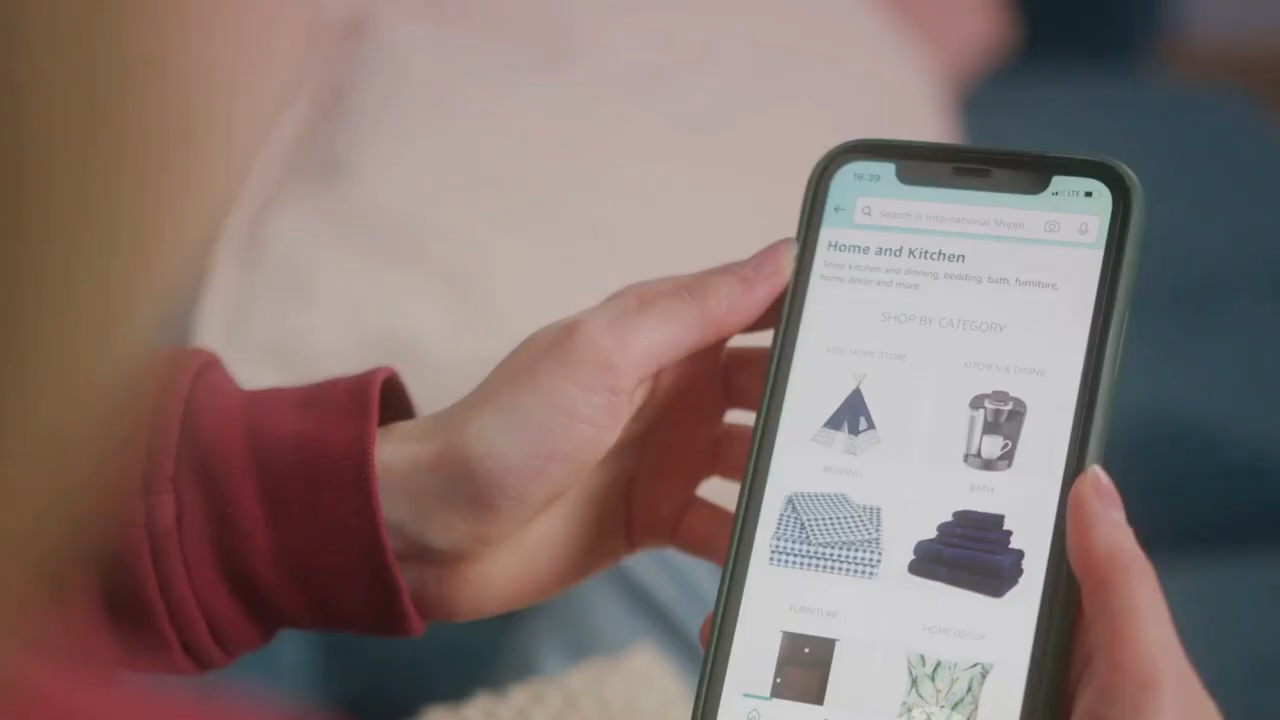 16:39
LTE
Search in International Shippi...
Home and Kitchen
Shop kitchen and dinning, bedding, bath, furniture,
home decor and more
SHOP BY CATEGORY
KIDS HOME STORE
KITCHEN & DINING
BEDDING
BATH
FURNITURE
HOME DECOR